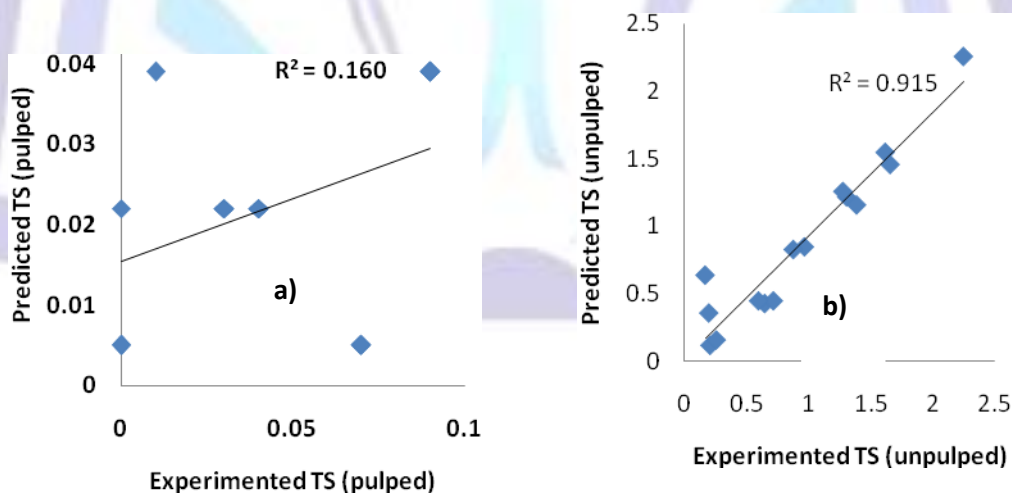 0.04
0.03
0.02
0.01
0
0
0.05
0.1
R² = 0.160
a)
Predicted TS (pulped)
Experimented TS (pulped)
2.5
2
1.5
1
0.5
0
0
0.5
1
1.5
2
2.5
R² = 0.915
b)
Predicted TS (unpulped)
Experimented TS (unpulped)